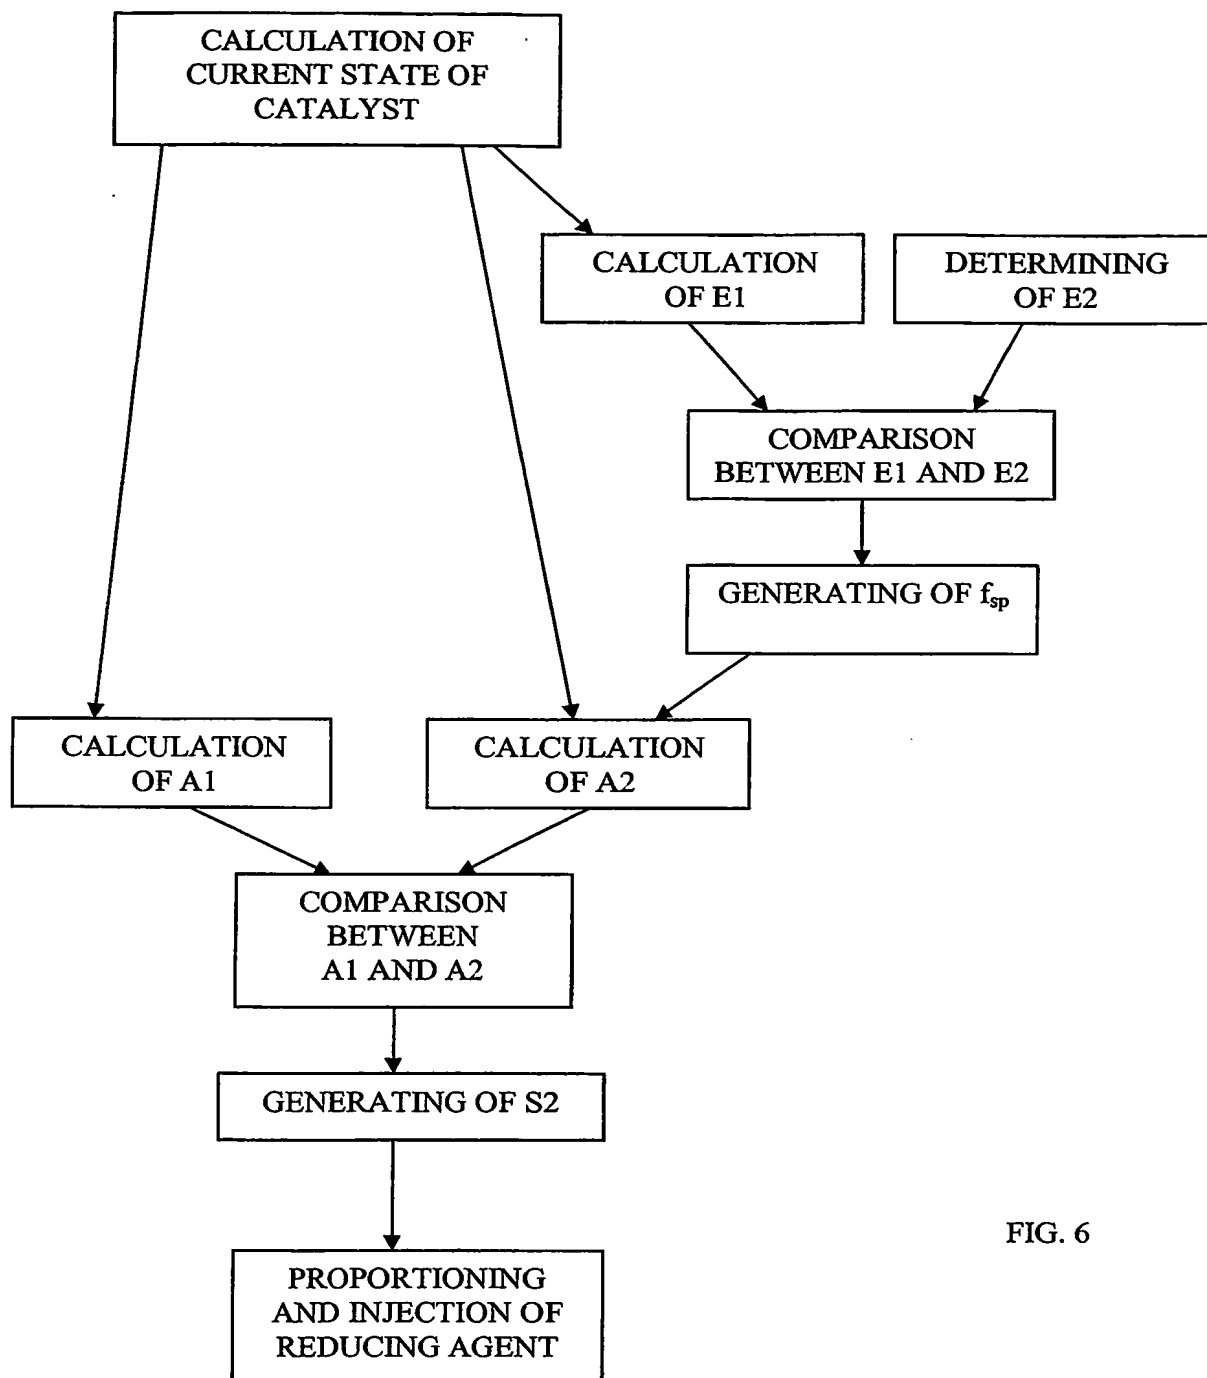 CALCULATION OF
CURRENT STATE OF
CATALYST
CALCULATION
OF E1
DETERMINING
OF E2
COMPARISON
BETWEEN E1 AND E2
GENERATING OF fsp
CALCULATION
OF A1
CALCULATION
OF A2
COMPARISON
BETWEEN
A1 AND A2
GENERATING OF S2
PROPORTIONING
AND INJECTION OF
REDUCING AGENT
FIG. 6